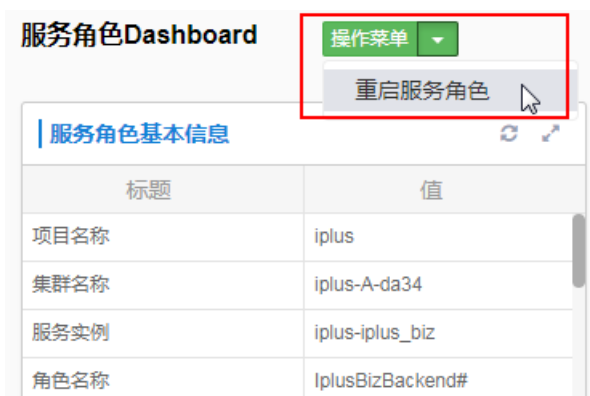 服务角色Dashboard
操作菜单
重启服务角色
服务角色基本信息
标题 值
项目名称 iplus
集群名称 iplus-A-da34
服务实例 iplus-iplus_biz
角色名称 IplusBizBackend#